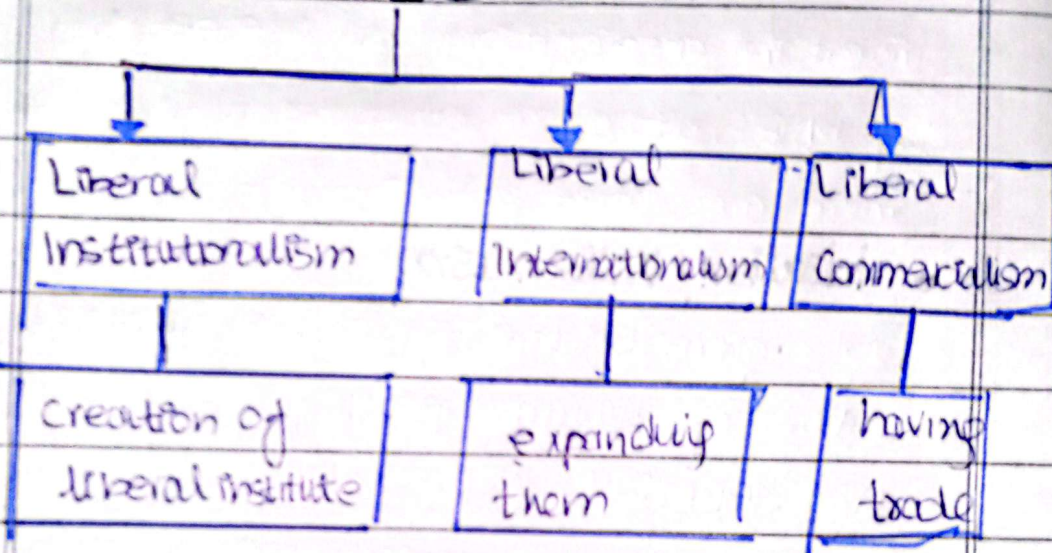 Liberal
Institutionalism
Liberal
Internationalism
Liberal
Commercialism
Creation of
liberal institute
expanding
them
having
trade